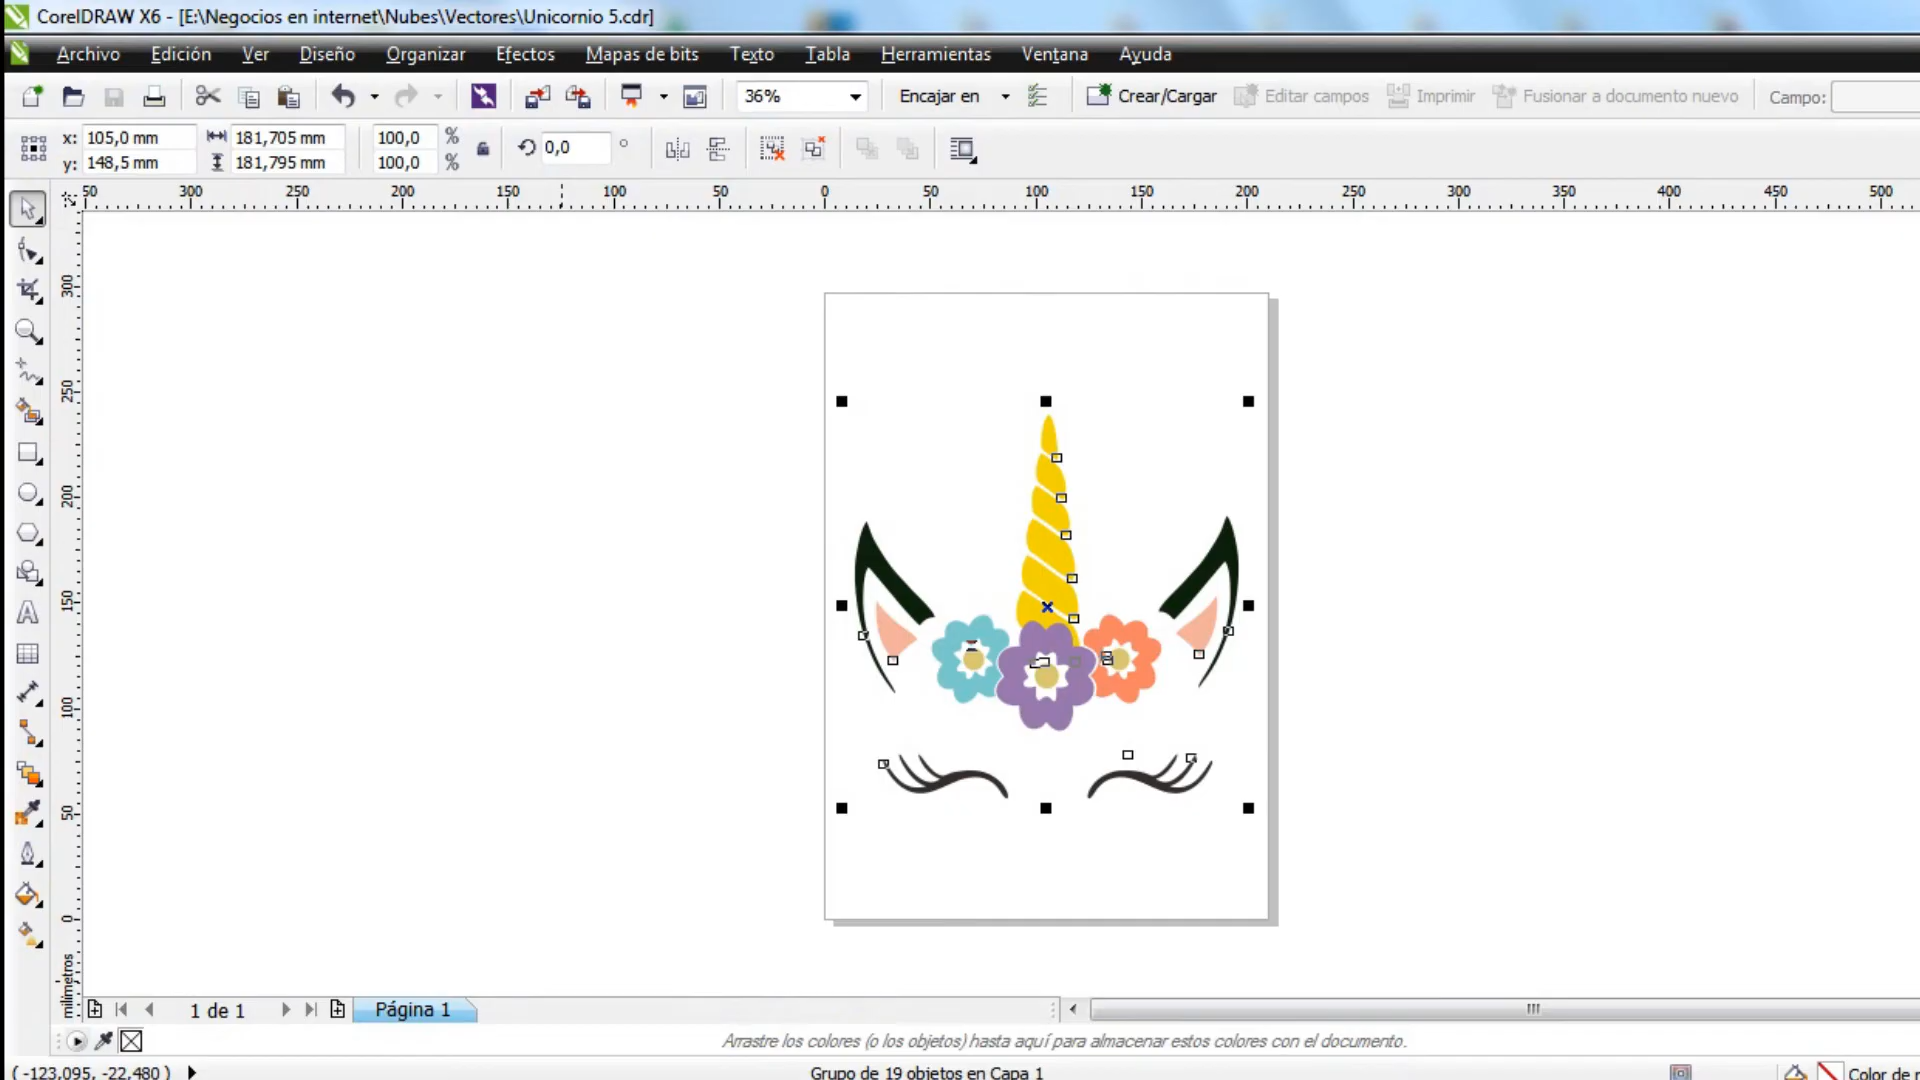 CorelDRAW X6 - [E:\Negocios en internet\Nubes\Vectores\Unicornio 5.cdr]
Archivo Edición Ver Diseño Organizar Efectos Mapas de bits Texto Tabla Herramientas Ventana Ayuda
36% Encajar en Crear/Cargar Editar campos Imprimir Fusionar a documento nuevo Campo:
x: 105,0 mm 181,705 mm 100,0 %
y: 148,5 mm 181,795 mm 100,0 %
0,0 °
50 300 250 200 150 100 50 0 50 100 150 200 250 300 350 400 450 500
300
250
200
150
100
50
0
milímetros
1 de 1 Página 1
Arrastre los colores (o los objetos) hasta aquí para almacenar estos colores con el documento.
( -123,095, -22,480 ) Grupo de 19 objetos en Capa 1 Color de